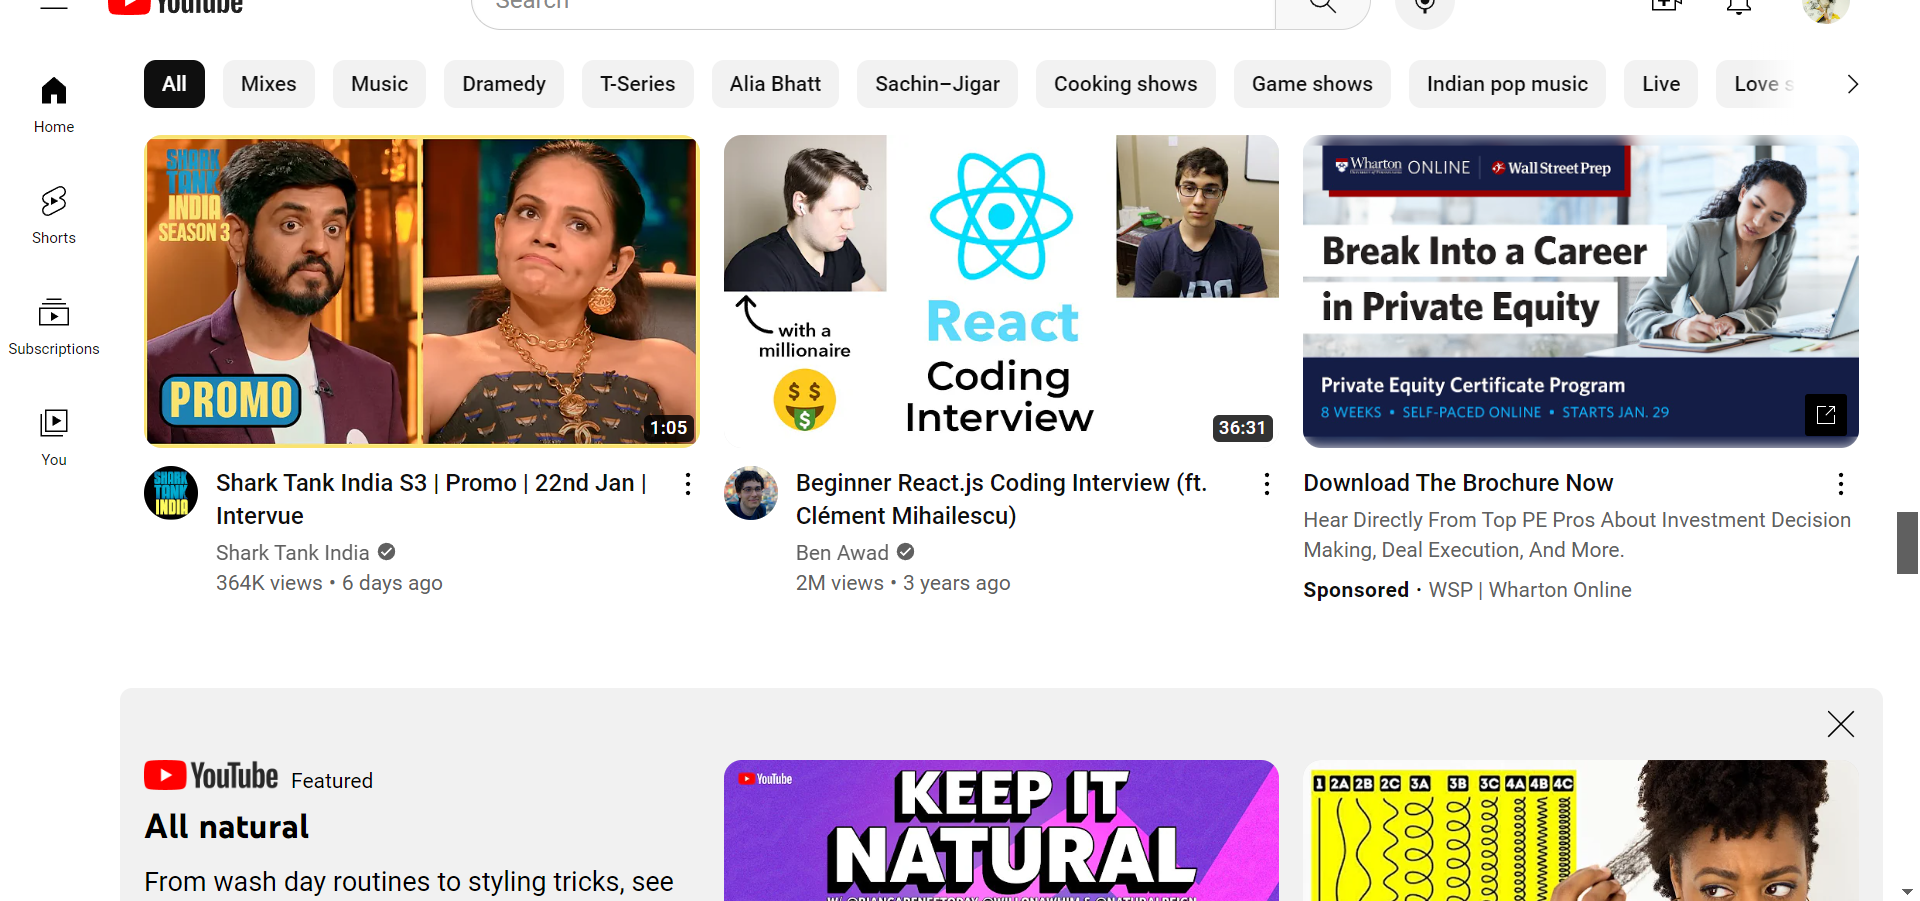 YouTube
Search
All
Mixes
Music
Dramedy
T-Series
Alia Bhatt
Sachin–Jigar
Cooking shows
Game shows
Indian pop music
Live
Love s
Home
Shorts
Subscriptions
You
SHARK
TANK
INDIA
SEASON 3
PROMO
1:05
with a
millionaire
React
Coding
Interview
36:31
Wharton ONLINE | Wall Street Prep
Break Into a Career
in Private Equity
Private Equity Certificate Program
8 WEEKS • SELF-PACED ONLINE • STARTS JAN. 29
SHARK
TANK
INDIA
Shark Tank India S3 | Promo | 22nd Jan |
Intervue
Shark Tank India
364K views • 6 days ago
Beginner React.js Coding Interview (ft.
Clément Mihailescu)
Ben Awad
2M views • 3 years ago
Download The Brochure Now
Hear Directly From Top PE Pros About Investment Decision
Making, Deal Execution, And More.
Sponsored · WSP | Wharton Online
YouTube Featured
All natural
From wash day routines to styling tricks, see
YouTube
KEEP IT
NATURAL
1 2A 2B 2C 3A 3B 3C 4A 4B 4C